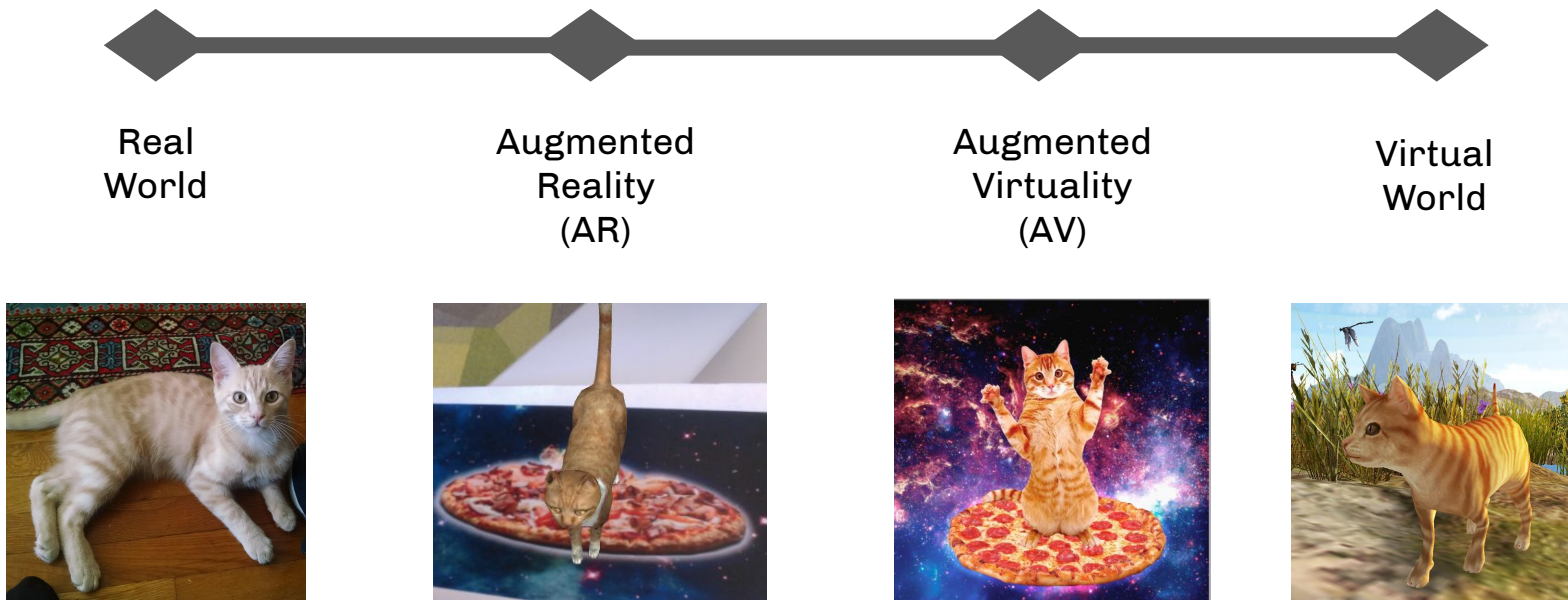 Real
World
Augmented
Reality
(AR)
Augmented
Virtuality
(AV)
Virtual
World